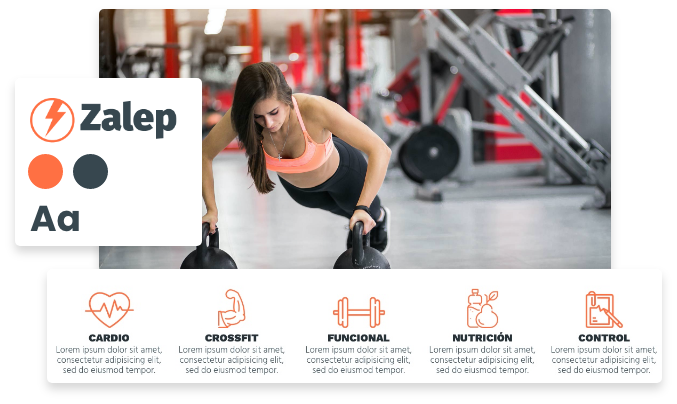 Zalep
Aa
CARDIO
Lorem ipsum dolor sit amet,
consectetur adipisicing elit,
sed do eiusmod tempor.
CROSSFIT
Lorem ipsum dolor sit amet,
consectetur adipisicing elit,
sed do eiusmod tempor.
FUNCIONAL
Lorem ipsum dolor sit amet,
consectetur adipisicing elit,
sed do eiusmod tempor.
NUTRICIÓN
Lorem ipsum dolor sit amet,
consectetur adipisicing elit,
sed do eiusmod tempor.
CONTROL
Lorem ipsum dolor sit amet,
consectetur adipisicing elit,
sed do eiusmod tempor.